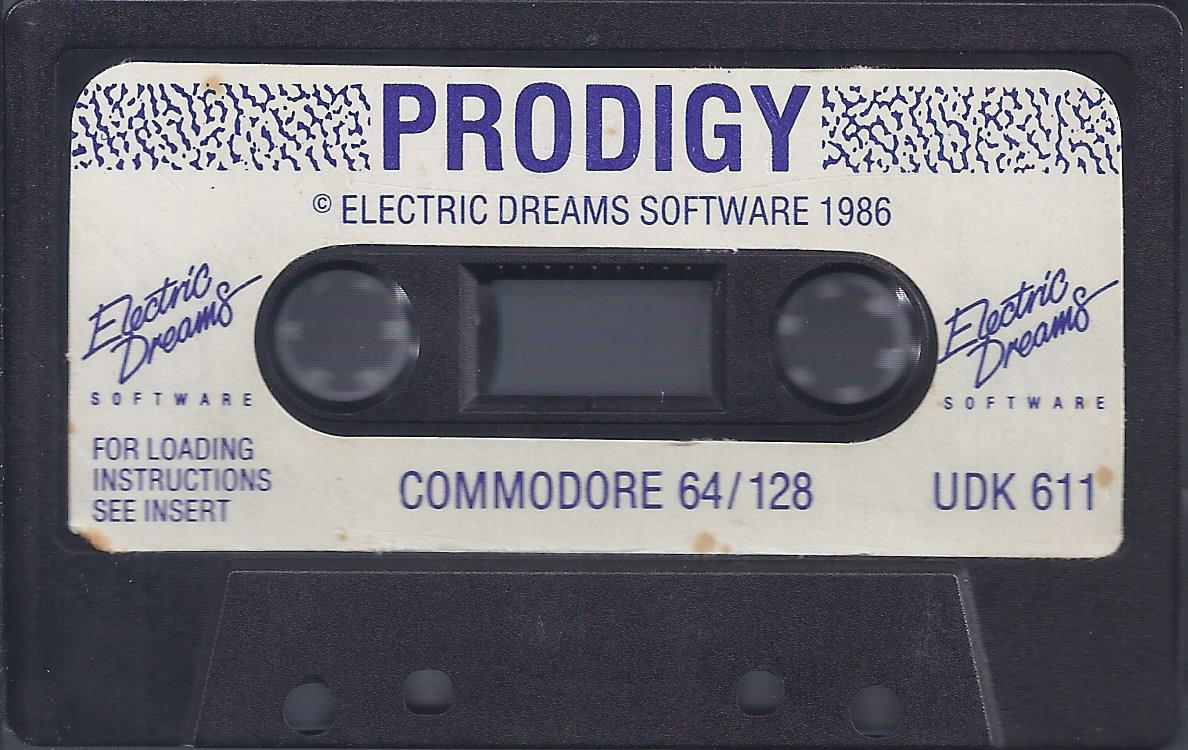 PRODIGY
© ELECTRIC DREAMS SOFTWARE 1986
Electric
Dreams
SOFTWARE
Electric
Dreams
SOFTWARE
FOR LOADING
INSTRUCTIONS
SEE INSERT
COMMODORE 64/128
UDK 611